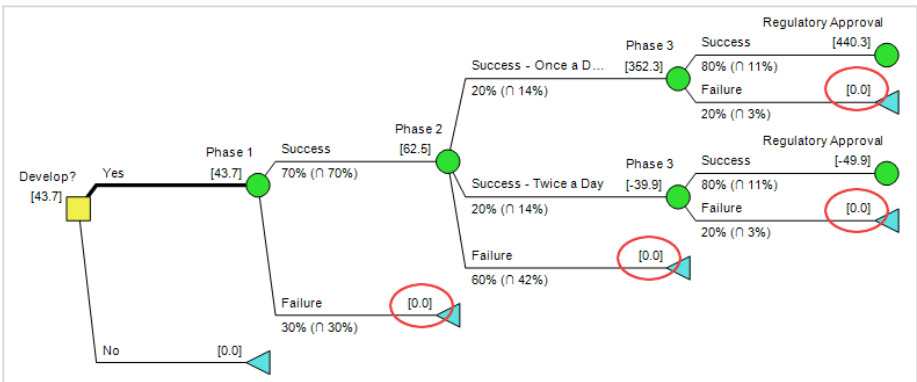 Regulatory Approval
Success [440.3]
80% (∩ 11%)
Failure [0.0]
20% (∩ 3%)
Phase 3
[352.3]
Success - Once a D...
20% (∩ 14%)
Regulatory Approval
Success [-49.9]
80% (∩ 11%)
Failure [0.0]
20% (∩ 3%)
Phase 3
[-39.9]
Success - Twice a Day
20% (∩ 14%)
Phase 2
[62.5]
Success
70% (∩ 70%)
Failure [0.0]
60% (∩ 42%)
Phase 1
[43.7]
Yes
Develop?
[43.7]
Failure [0.0]
30% (∩ 30%)
No [0.0]